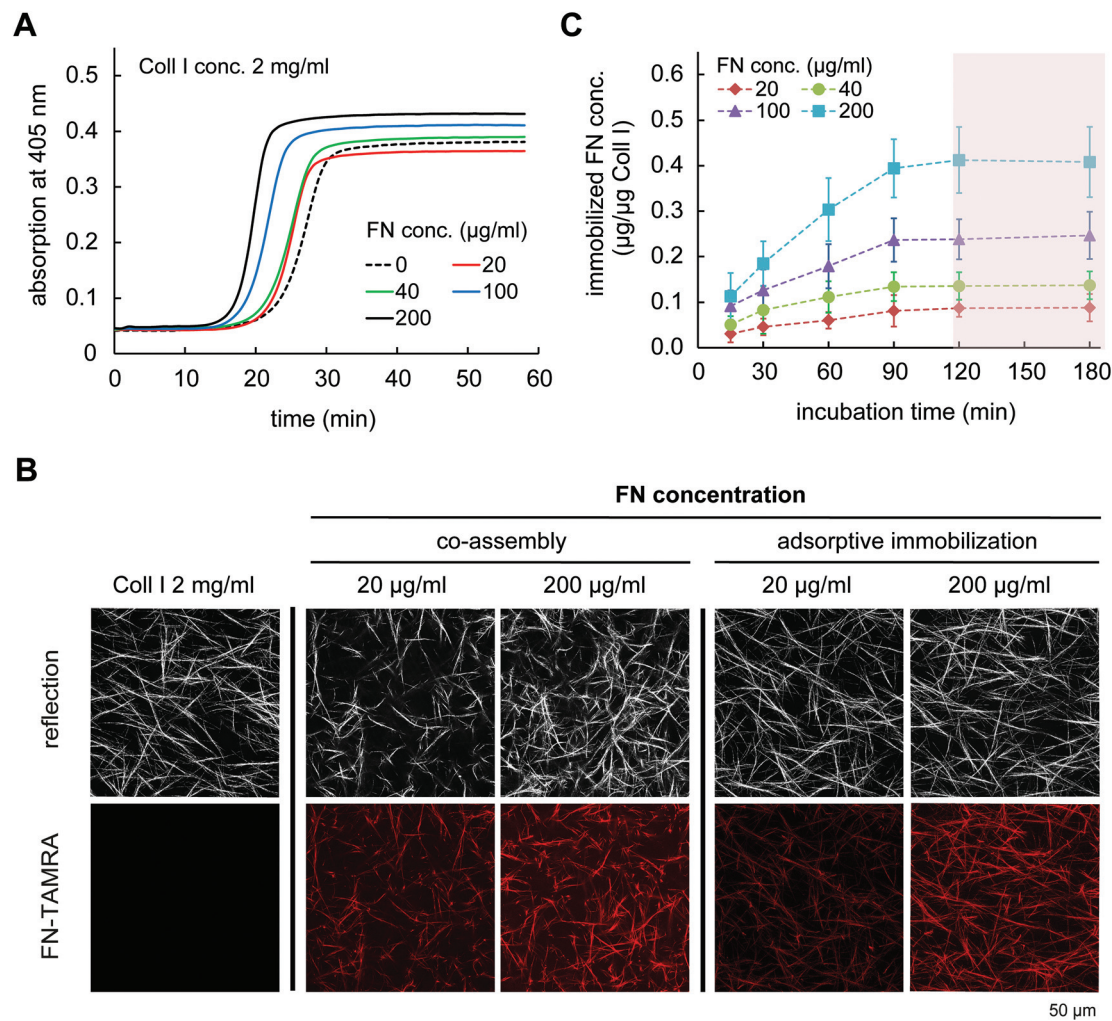 A
Coll I conc. 2 mg/ml
absorption at 405 nm
0.5
0.4
0.3
0.2
0.1
0
FN conc. (µg/ml)
0 20
40 100
200
0 10 20 30 40 50 60
time (min)
C
immobilized FN conc.
(µg/µg Coll I)
0.6
0.5
0.4
0.3
0.2
0.1
0.0
FN conc. (µg/ml)
20 40
100 200
0 30 60 90 120 150 180
incubation time (min)
B
FN concentration
co-assembly adsorptive immobilization
Coll I 2 mg/ml 20 µg/ml 200 µg/ml 20 µg/ml 200 µg/ml
reflection
FN-TAMRA
50 µm